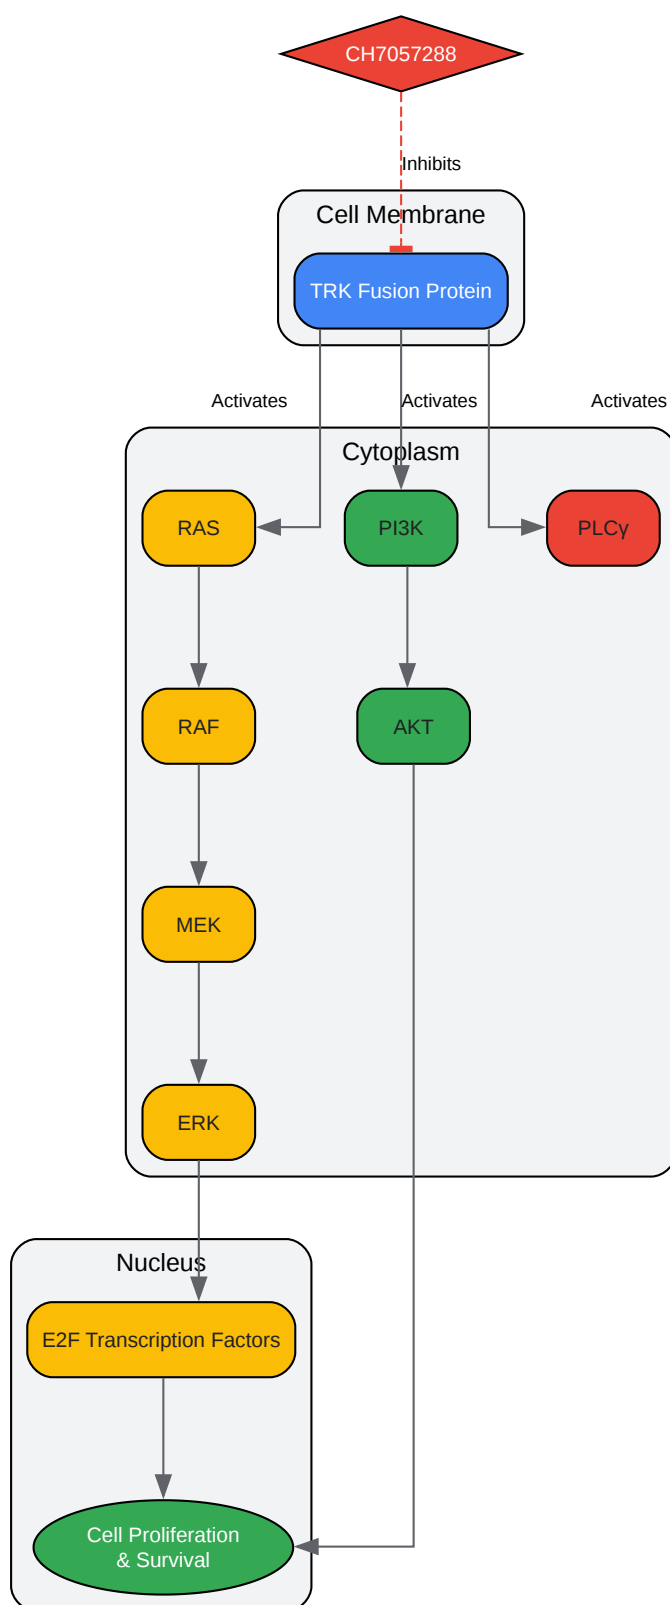 CH7057288
Inhibits
Cell Membrane
TRK Fusion Protein
Activates
Activates
Activates
Cytoplasm
RAS
PI3K
PLCγ
RAF
AKT
MEK
ERK
Nucleus
E2F Transcription Factors
Cell Proliferation
& Survival